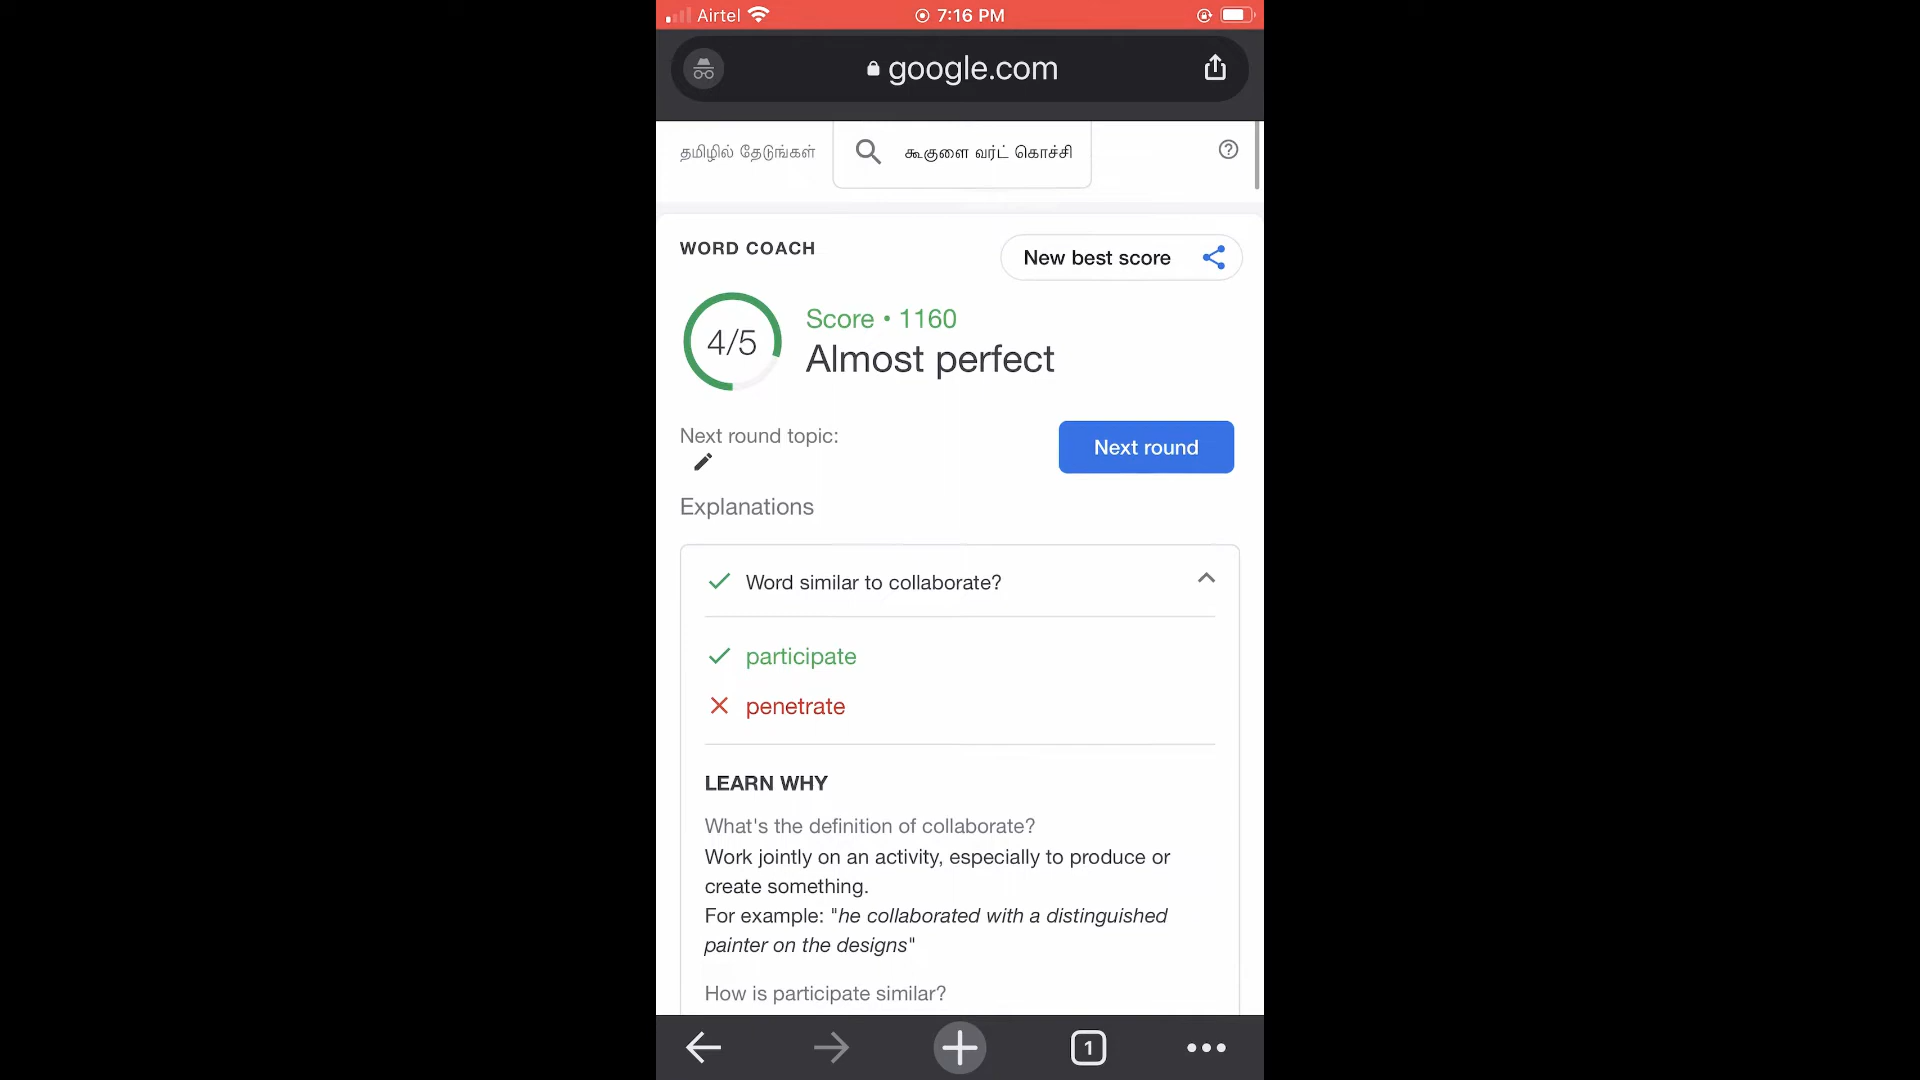 Airtel 7:16 PM
google.com
தமிழில் தேடுங்கள் கூகுளை வர்ட் கொச்சி
WORD COACH
New best score
4/5
Score • 1160
Almost perfect
Next round topic:
Next round
Explanations
Word similar to collaborate?
participate
penetrate
LEARN WHY
What's the definition of collaborate?
Work jointly on an activity, especially to produce or
create something.
For example: "he collaborated with a distinguished
painter on the designs"
How is participate similar?
1